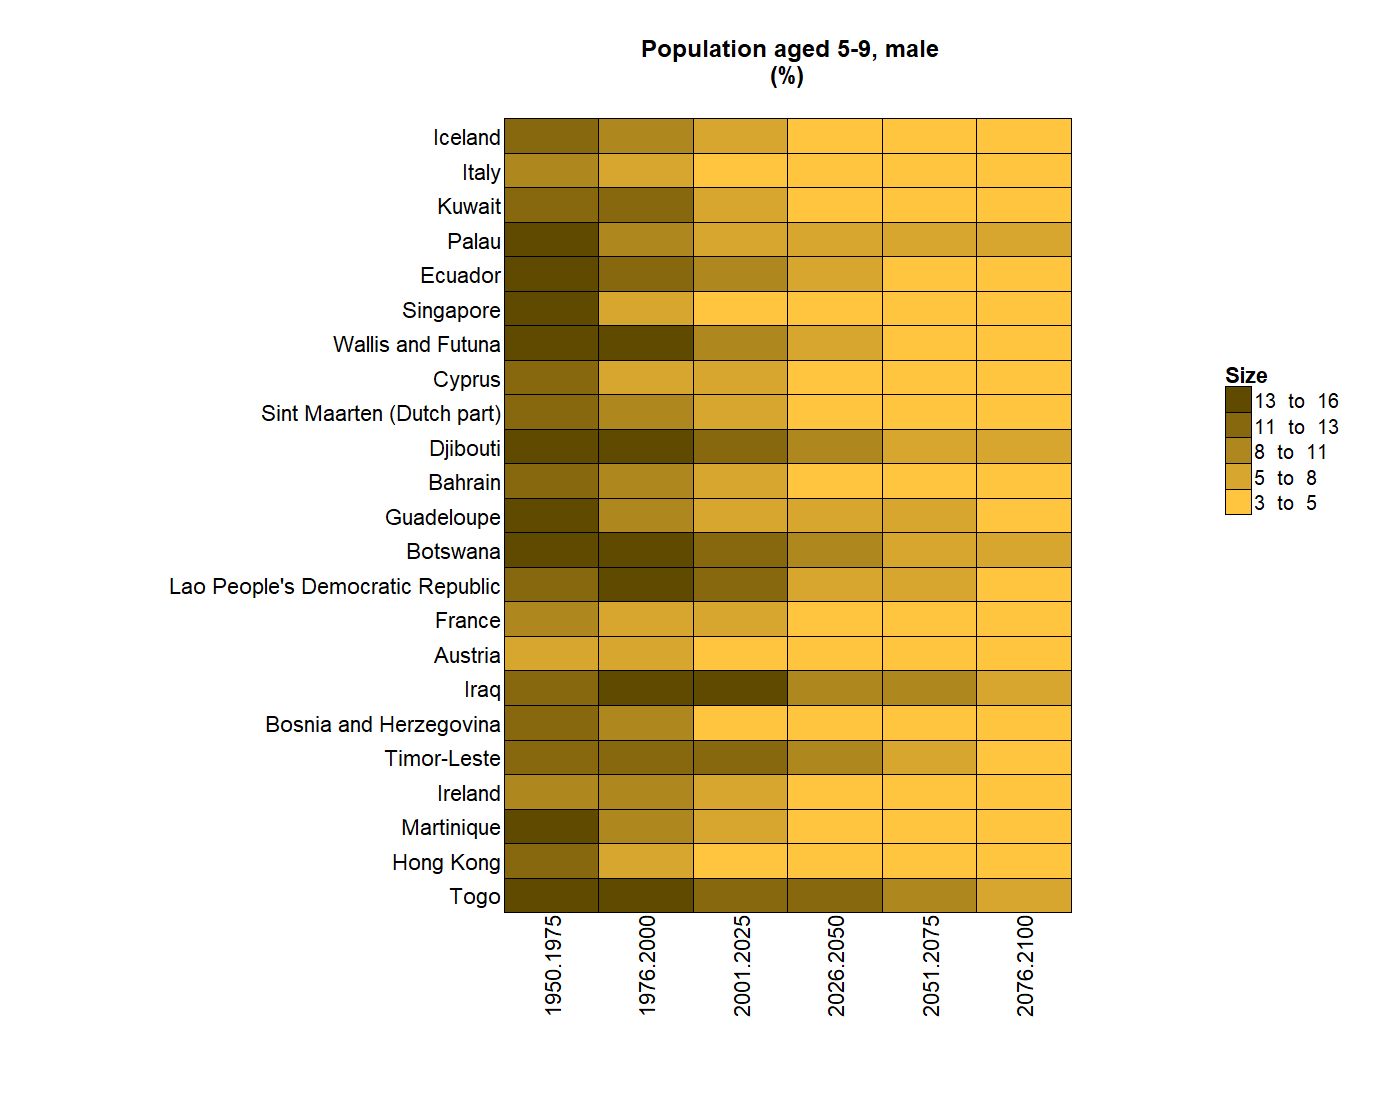 Population aged 5-9, male
(%)
Iceland
Italy
Kuwait
Palau
Ecuador
Singapore
Wallis and Futuna
Cyprus
Sint Maarten (Dutch part)
Djibouti
Bahrain
Guadeloupe
Botswana
Lao People's Democratic Republic
France
Austria
Iraq
Bosnia and Herzegovina
Timor-Leste
Ireland
Martinique
Hong Kong
Togo
1950.1975
1976.2000
2001.2025
2026.2050
2051.2075
2076.2100
Size
13 to 16
11 to 13
8 to 11
5 to 8
3 to 5